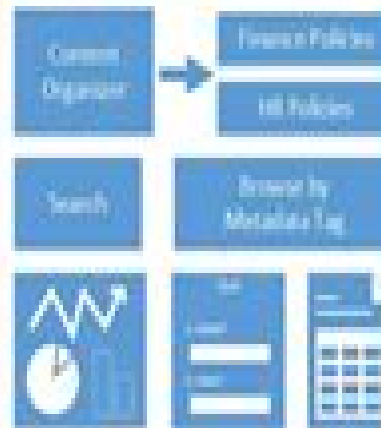 Content
Organizer
Finance Policies
HR Policies
Search
Browse by
Metadata Tag